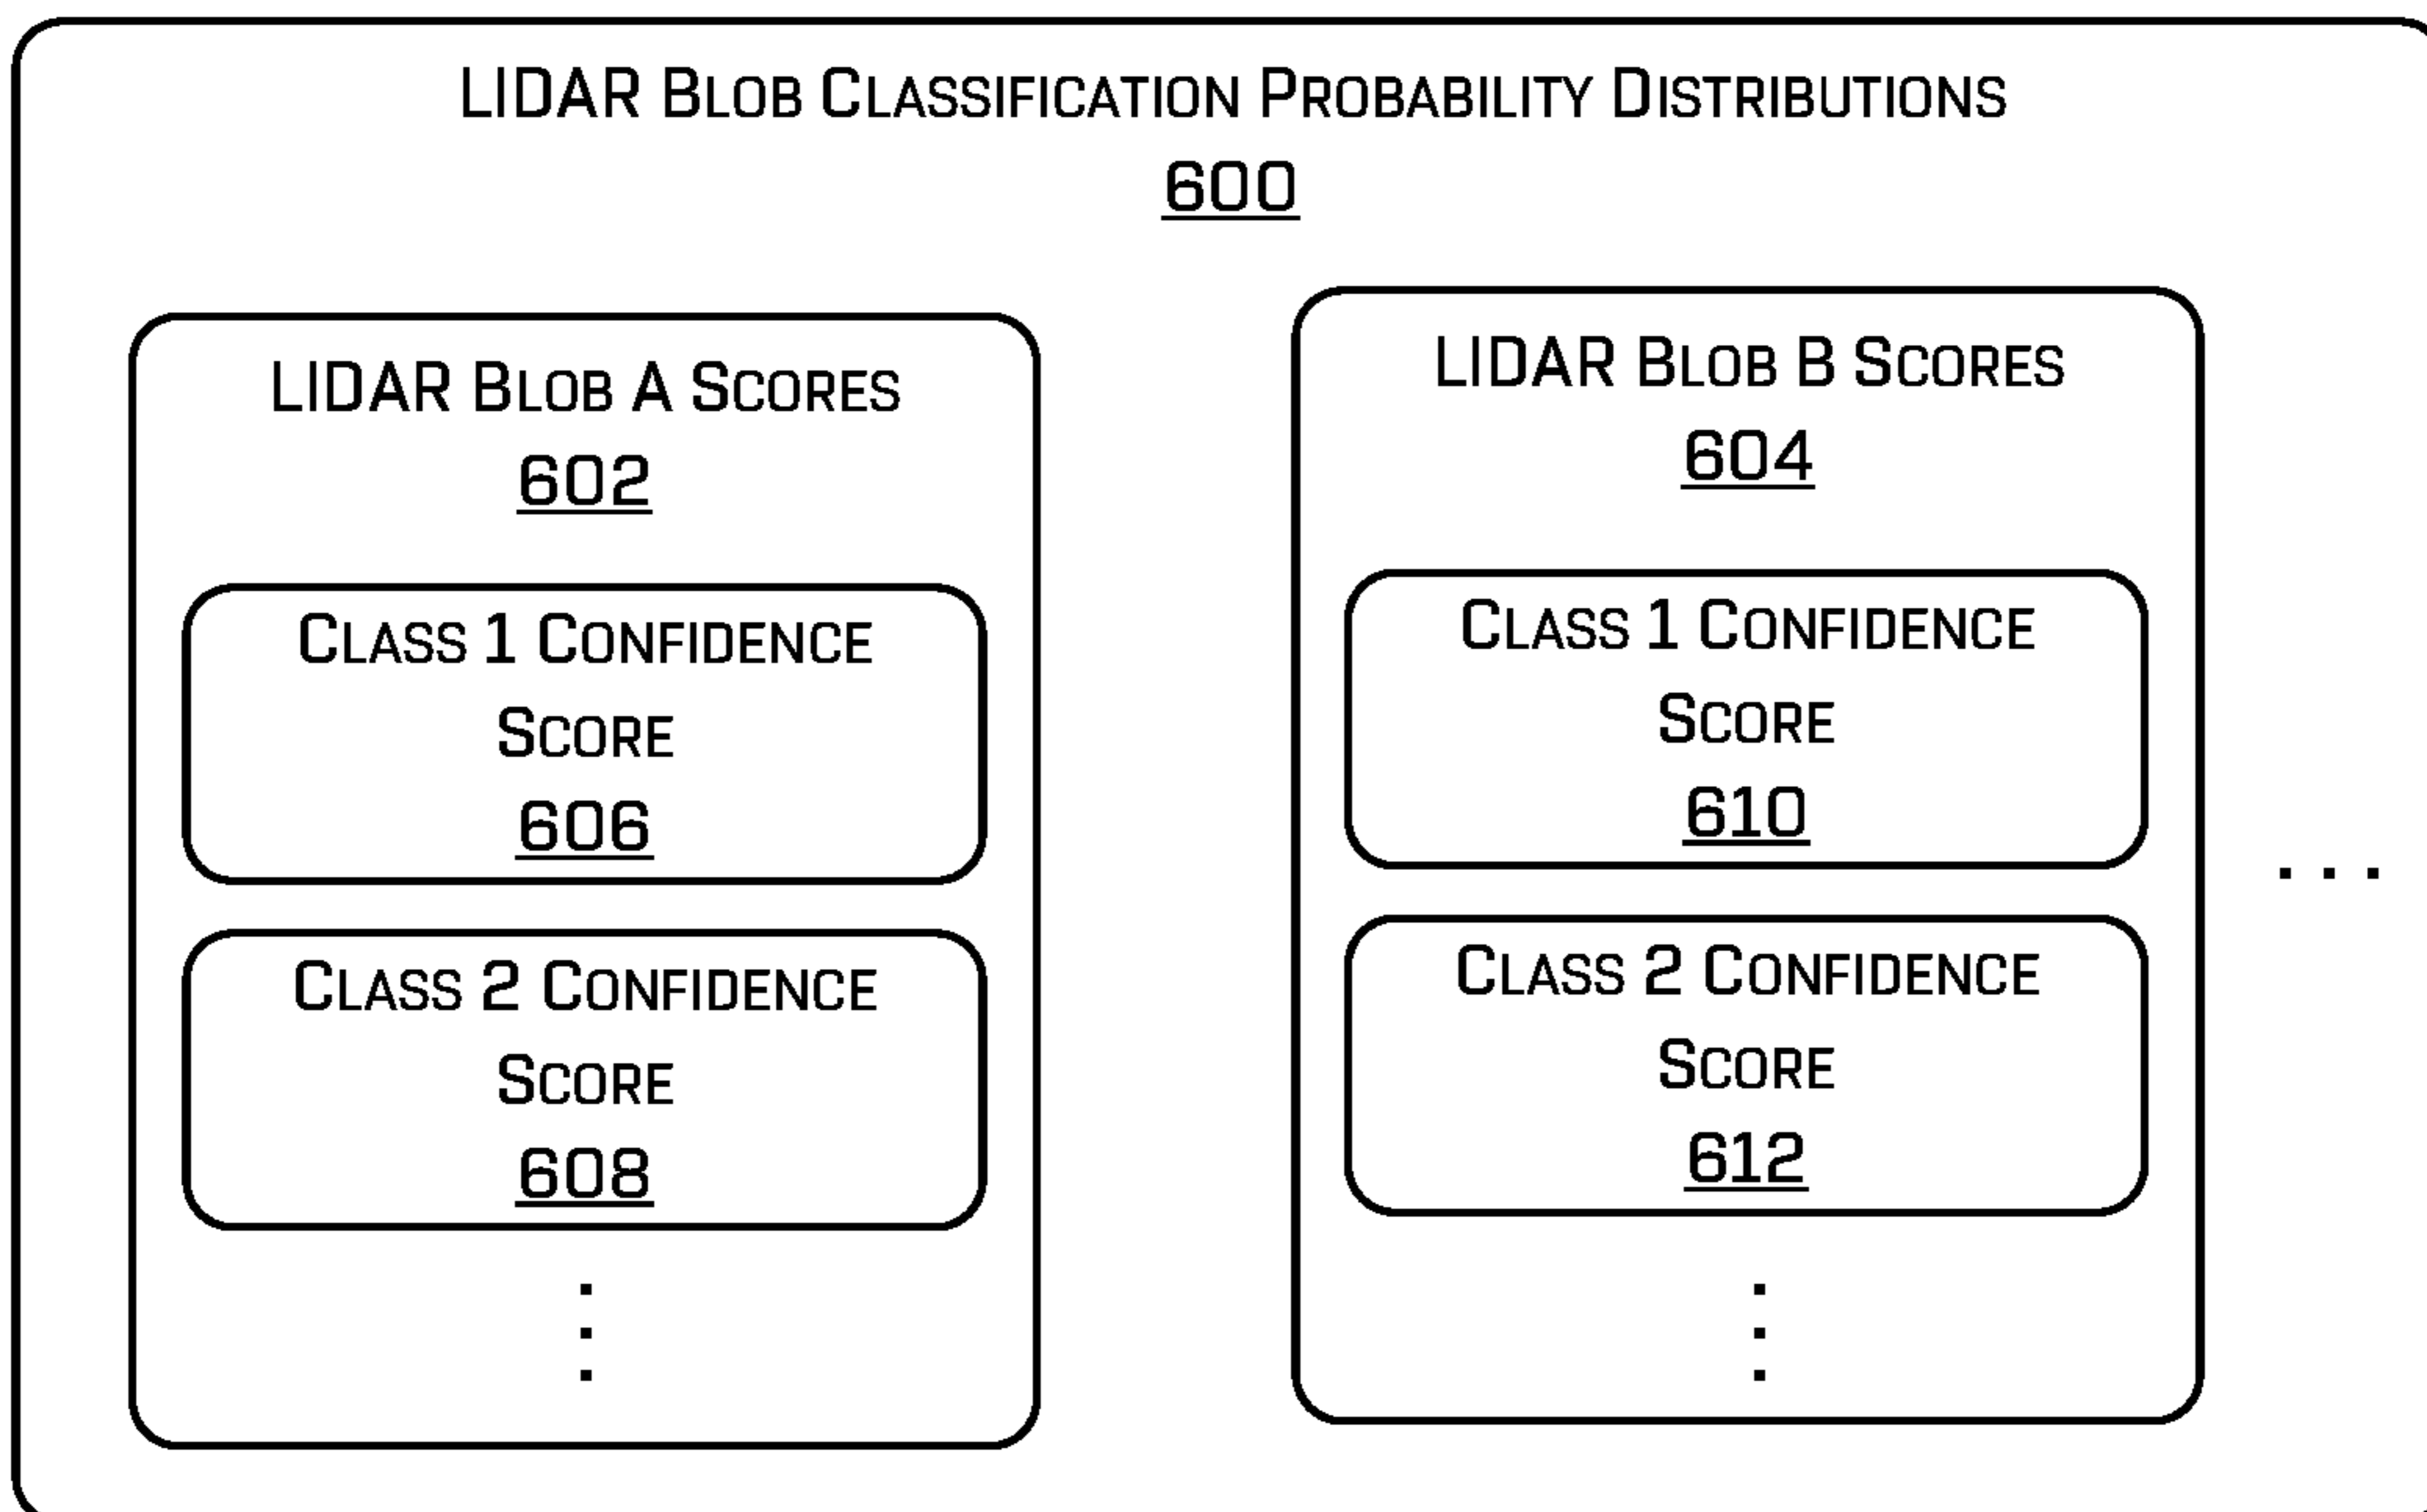 LIDAR Blob Classification Probability Distributions
600
LIDAR Blob A Scores
602
Class 1 Confidence
Score
606
Class 2 Confidence
Score
608
LIDAR Blob B Scores
604
Class 1 Confidence
Score
610
Class 2 Confidence
Score
612
. . .